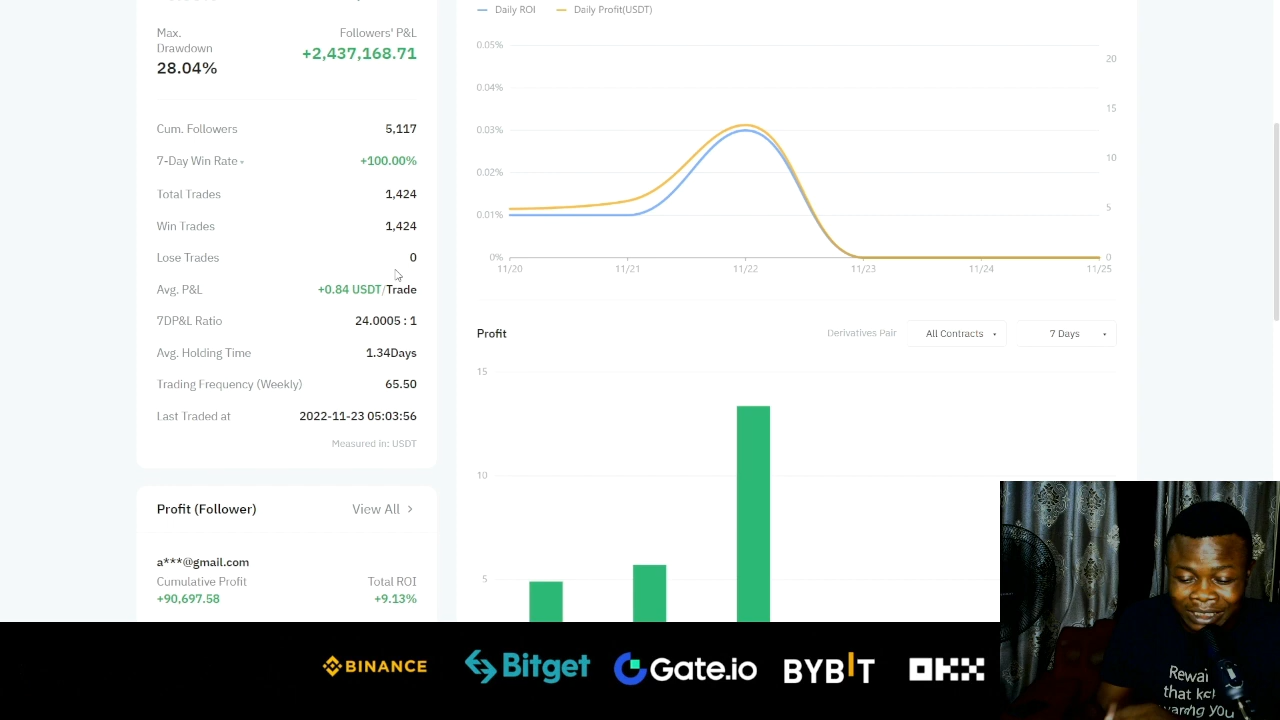 Max. Drawdown
28.04%
Followers' P&L
+2,437,168.71
Cum. Followers 5,117
7-Day Win Rate +100.00%
Total Trades 1,424
Win Trades 1,424
Lose Trades 0
Avg. P&L +0.84 USDT/Trade
7DP&L Ratio 24.0005 : 1
Avg. Holding Time 1.34Days
Trading Frequency (Weekly) 65.50
Last Traded at 2022-11-23 05:03:56
Measured in: USDT
Profit (Follower) View All >
a***@gmail.com
Cumulative Profit Total ROI
+90,697.58 +9.13%
Daily ROI Daily Profit(USDT)
0.05%
0.04%
0.03%
0.02%
0.01%
0%
20
15
10
5
0
11/20 11/21 11/22 11/23 11/24 11/25
Profit Derivatives Pair All Contracts 7 Days
15
10
5
BINANCE Bitget Gate.io BYBIT OKX
that